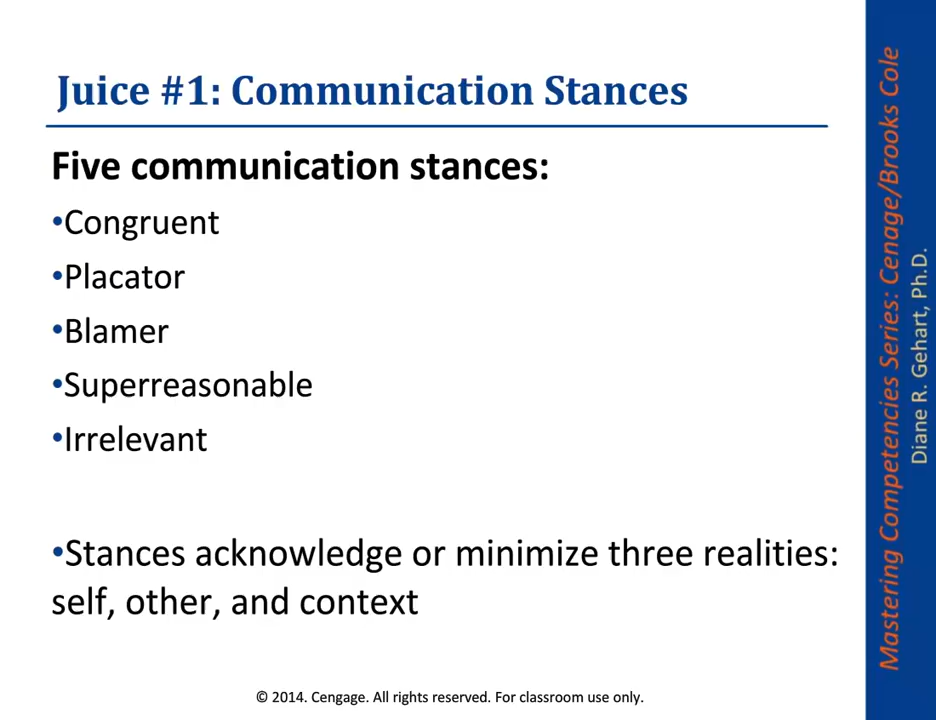 Juice #1: Communication Stances
Five communication stances:
•Congruent
•Placator
•Blamer
•Superreasonable
•Irrelevant
•Stances acknowledge or minimize three realities:
self, other, and context
© 2014. Cengage. All rights reserved. For classroom use only.
Mastering Competencies Series: Cenage/Brooks Cole
Diane R. Gehart, Ph.D.